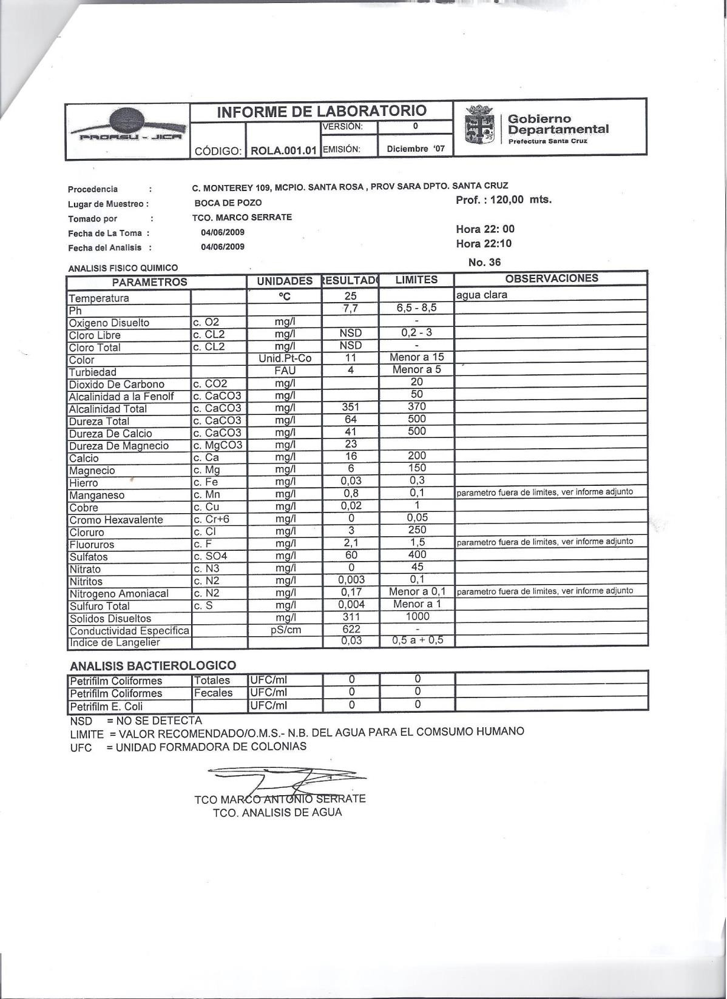 INFORME DE LABORATORIO
PROASU - JICA
VERSIÓN: 0
CÓDIGO: ROLA.001.01 EMISIÓN: Diciembre '07
Gobierno
Departamental
Prefectura Santa Cruz
Procedencia : C. MONTEREY 109, MCPIO. SANTA ROSA , PROV SARA DPTO. SANTA CRUZ
Lugar de Muestreo : BOCA DE POZO Prof. : 120,00 mts.
Tomado por : TCO. MARCO SERRATE
Fecha de La Toma : 04/06/2009 Hora 22: 00
Fecha del Analisis : 04/06/2009 Hora 22:10
No. 36
ANALISIS FISICO QUIMICO
PARAMETROS UNIDADES RESULTADO LIMITES OBSERVACIONES
Temperatura ºC 25 agua clara
Ph 7,7 6,5 - 8,5
Oxigeno Disuelto c. O2 mg/l -
Cloro Libre c. CL2 mg/l NSD 0,2 - 3
Cloro Total c. CL2 mg/l NSD -
Color Unid.Pt-Co 11 Menor a 15
Turbiedad FAU 4 Menor a 5
Dioxido De Carbono c. CO2 mg/l 20
Alcalinidad a la Fenolf c. CaCO3 mg/l 50
Alcalinidad Total c. CaCO3 mg/l 351 370
Dureza Total c. CaCO3 mg/l 64 500
Dureza De Calcio c. CaCO3 mg/l 41 500
Dureza De Magnecio c. MgCO3 mg/l 23
Calcio c. Ca mg/l 16 200
Magnecio c. Mg mg/l 6 150
Hierro c. Fe mg/l 0,03 0,3
Manganeso c. Mn mg/l 0,8 0,1 parametro fuera de limites, ver informe adjunto
Cobre c. Cu mg/l 0,02 1
Cromo Hexavalente c. Cr+6 mg/l 0 0,05
Cloruro c. Cl mg/l 3 250
Fluoruros c. F mg/l 2,1 1,5 parametro fuera de limites, ver informe adjunto
Sulfatos c. SO4 mg/l 60 400
Nitrato c. N3 mg/l 0 45
Nitritos c. N2 mg/l 0,003 0,1
Nitrogeno Amoniacal c. N2 mg/l 0,17 Menor a 0,1 parametro fuera de limites, ver informe adjunto
Sulfuro Total c. S mg/l 0,004 Menor a 1
Solidos Disueltos mg/l 311 1000
Conductividad Especifica pS/cm 622 -
Indice de Langelier 0,03 0,5 a + 0,5
ANALISIS BACTIEROLOGICO
Petrifilm Coliformes Totales UFC/ml 0 0
Petrifilm Coliformes Fecales UFC/ml 0 0
Petrifilm E. Coli UFC/ml 0 0
NSD = NO SE DETECTA
LIMITE = VALOR RECOMENDADO/O.M.S.- N.B. DEL AGUA PARA EL COMSUMO HUMANO
UFC = UNIDAD FORMADORA DE COLONIAS
TCO MARCO ANTONIO SERRATE
TCO. ANALISIS DE AGUA